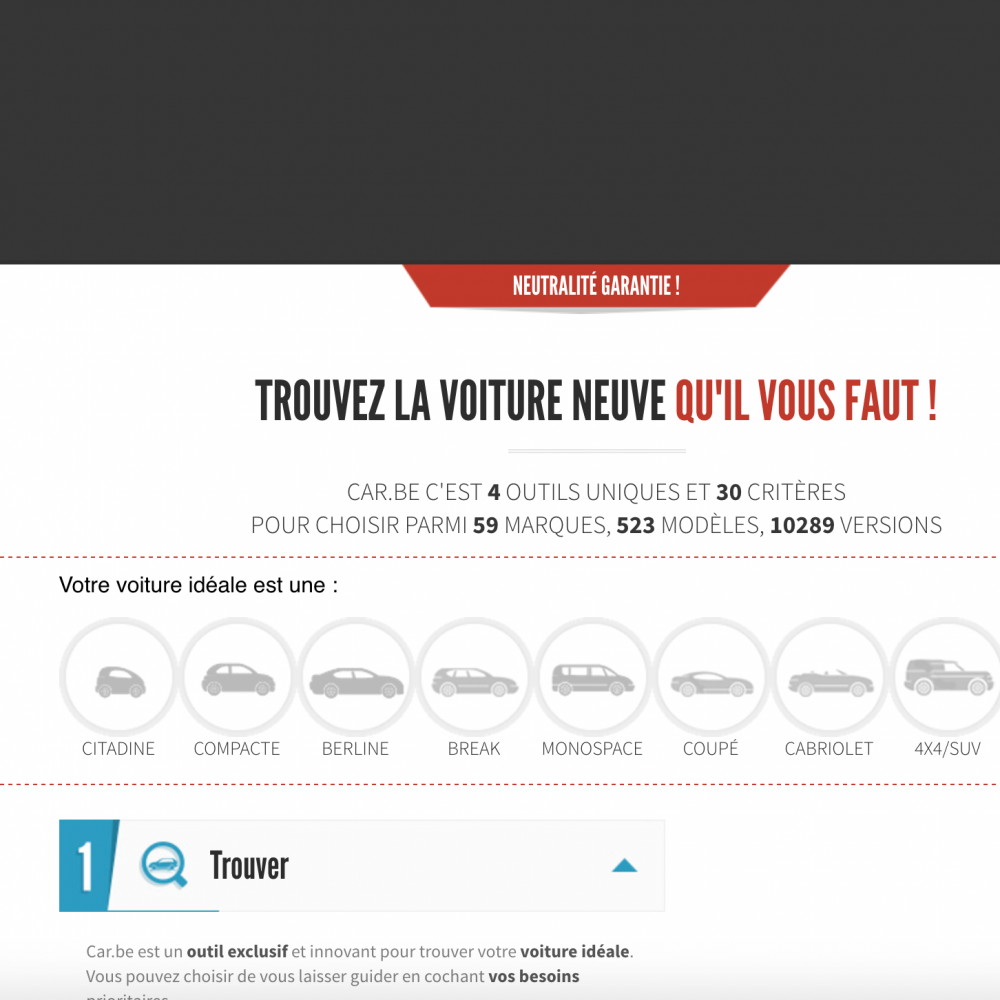 NEUTRALITÉ GARANTIE !
TROUVEZ LA VOITURE NEUVE QU'IL VOUS FAUT !
CAR.BE C'EST 4 OUTILS UNIQUES ET 30 CRITÈRES
POUR CHOISIR PARMI 59 MARQUES, 523 MODÈLES, 10289 VERSIONS
Votre voiture idéale est une :
CITADINE COMPACTE BERLINE BREAK MONOSPACE COUPÉ CABRIOLET 4X4/SUV
1 Trouver
Car.be est un outil exclusif et innovant pour trouver votre voiture idéale.
Vous pouvez choisir de vous laisser guider en cochant vos besoins
prioritaires